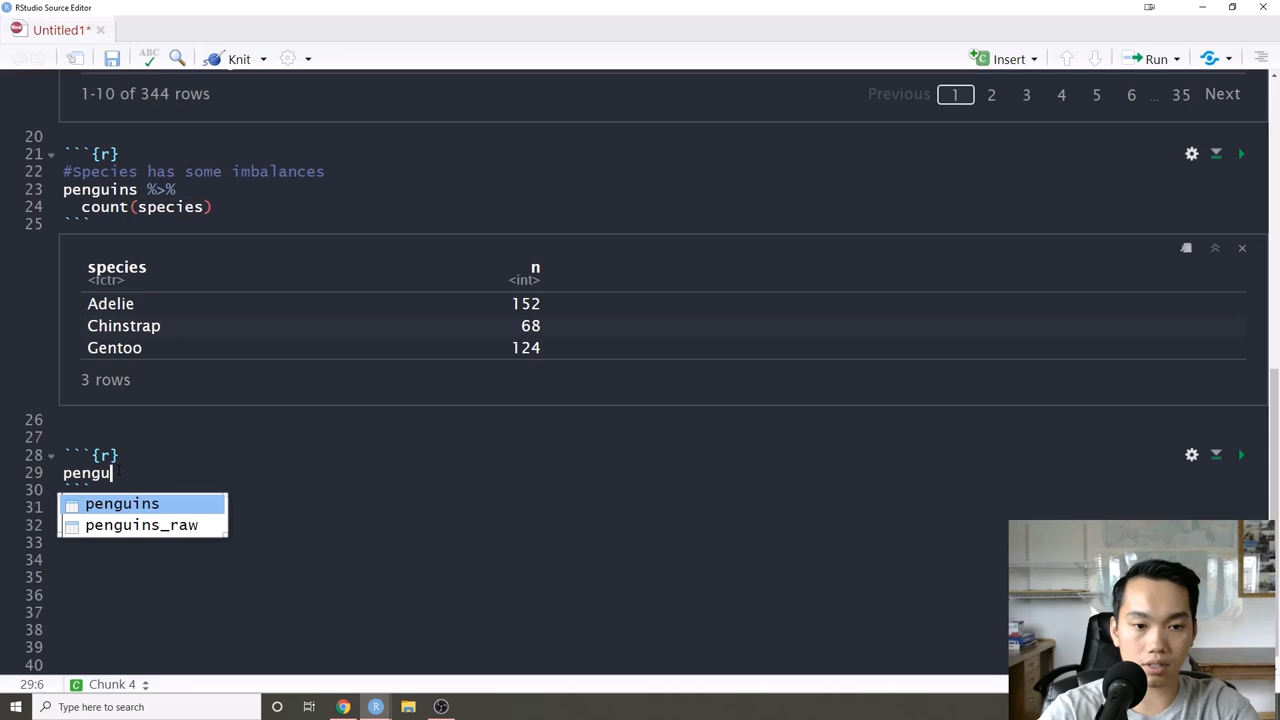 RStudio Source Editor
Untitled1*
ABC Knit Insert Run
1-10 of 344 rows Previous 1 2 3 4 5 6 ... 35 Next
20
21 ```{r}
22 #Species has some imbalances
23 penguins %>%
24 count(species)
25 ```
species n
<fctr> <int>
Adelie 152
Chinstrap 68
Gentoo 124
3 rows
26
27
28 ```{r}
29 pengu
30 ```
31 penguins
32 penguins_raw
33
34
35
36
37
38
39
40
29:6 C Chunk 4
Type here to search